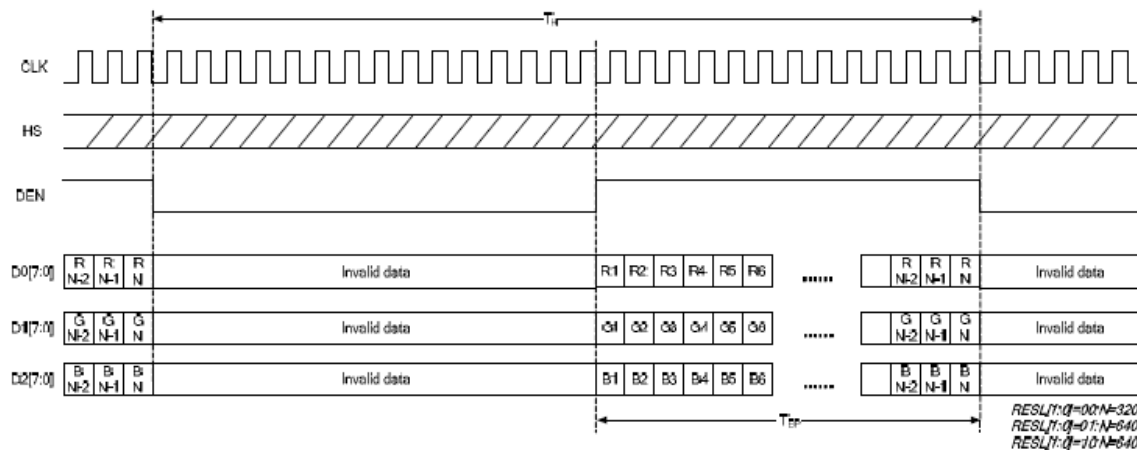 TH
CLK
HS
DEN
D0[7:0] R N-2 R N-1 R N Invalid data R1 R2 R3 R4 R5 R6 ...... R N-2 R N-1 R N Invalid data
D1[7:0] G N-2 G N-1 G N Invalid data G1 G2 G3 G4 G5 G6 ...... G N-2 G N-1 G N Invalid data
D2[7:0] B N-2 B N-1 B N Invalid data B1 B2 B3 B4 B5 B6 ...... B N-2 B N-1 B N Invalid data
TEP
RESL[1:0]=00:N=320
RESL[1:0]=01:N=640
RESL[1:0]=10:N=640